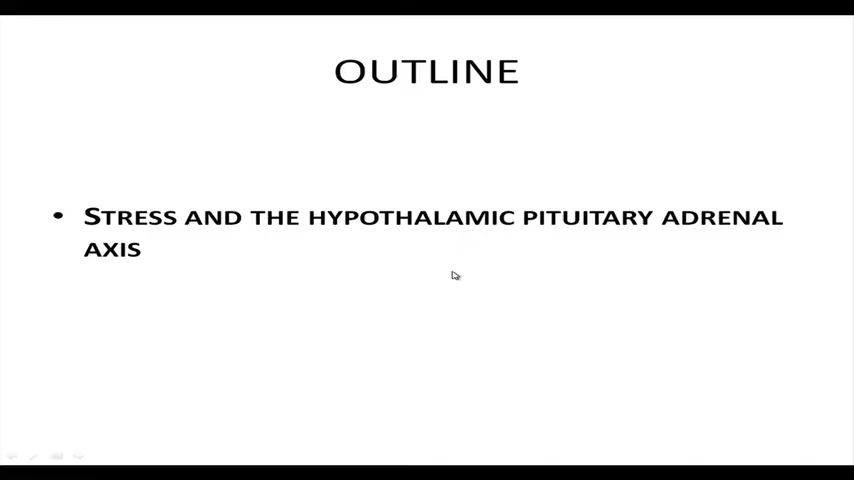 OUTLINE
• STRESS AND THE HYPOTHALAMIC PITUITARY ADRENAL
AXIS